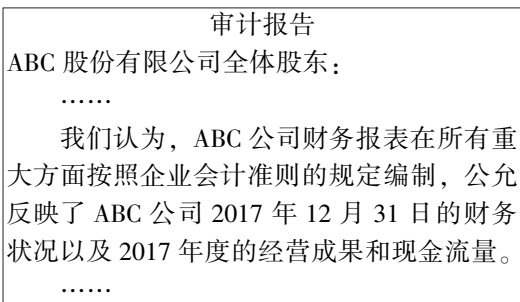 审计报告
ABC 股份有限公司全体股东：
……
我们认为，ABC 公司财务报表在所有重
大方面按照企业会计准则的规定编制，公允
反映了 ABC 公司 2017 年 12 月 31 日的财务
状况以及 2017 年度的经营成果和现金流量。
……